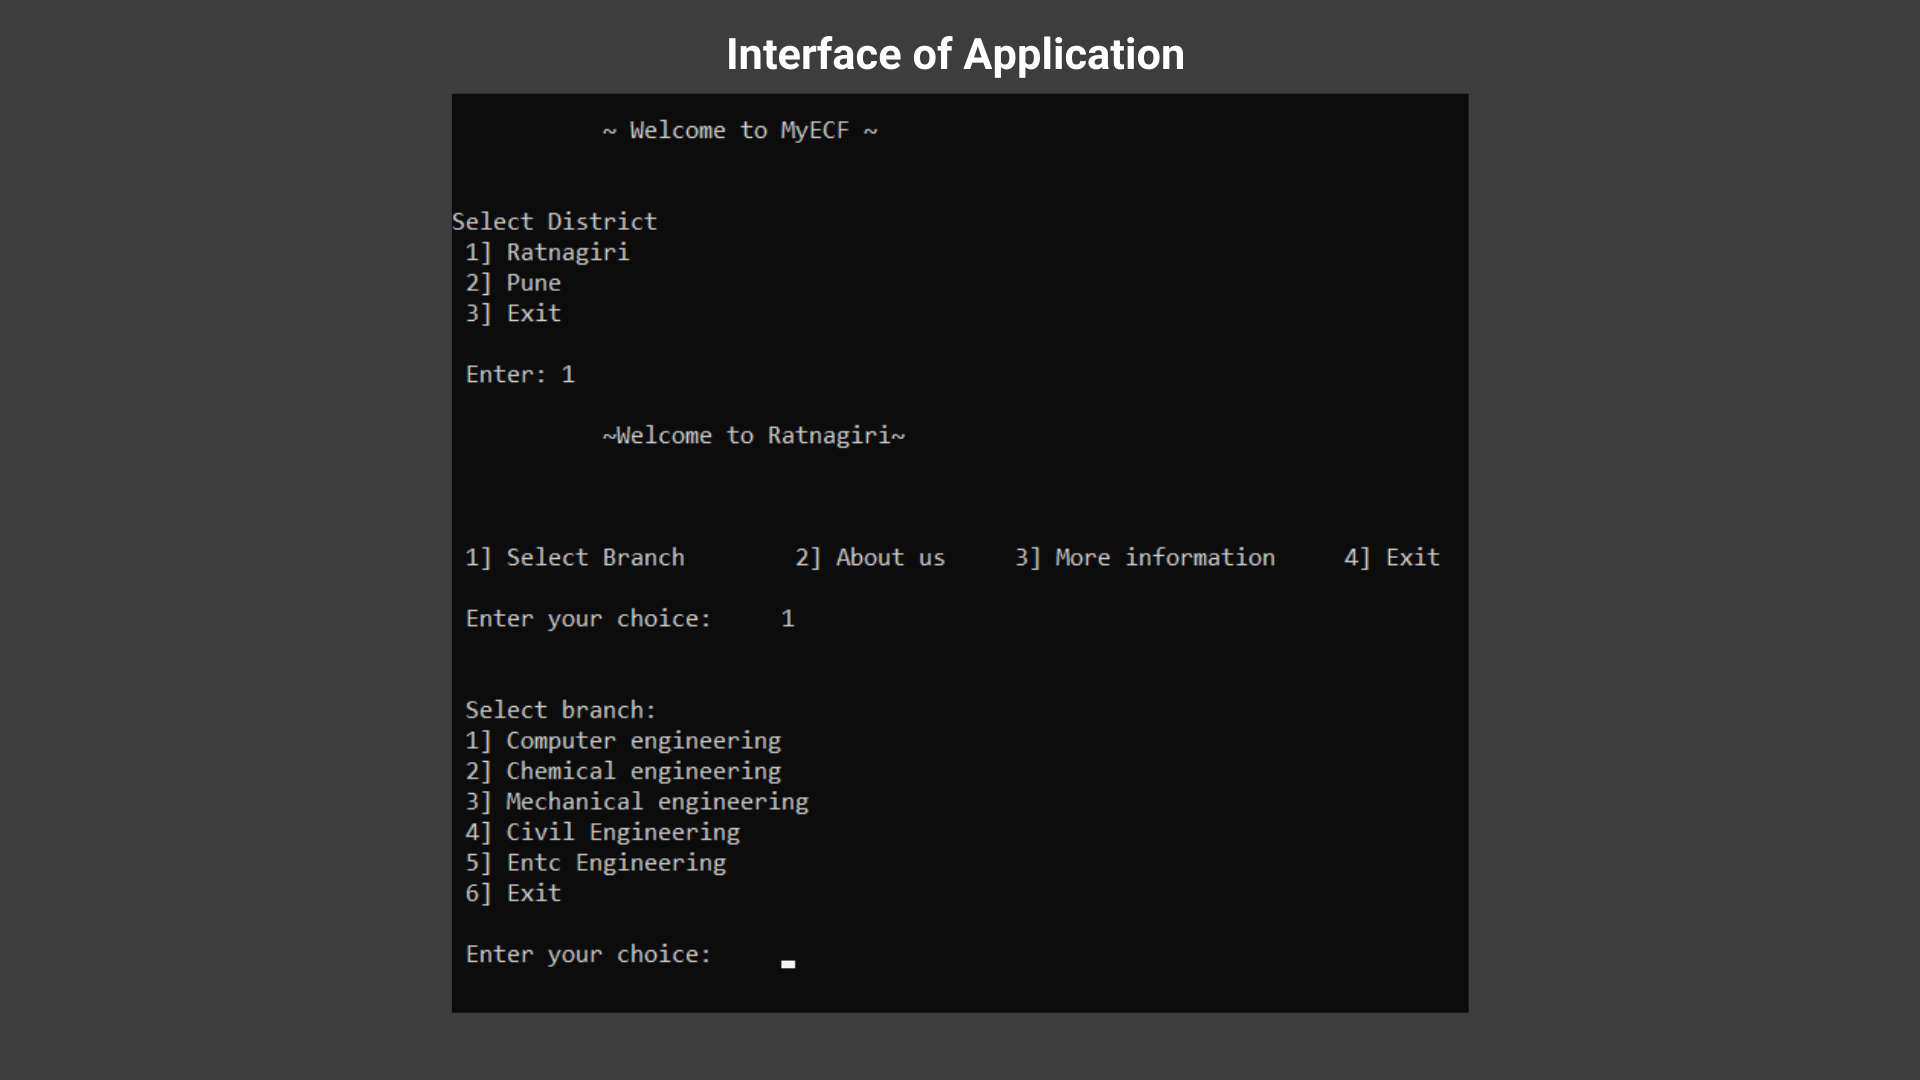 Interface of Application
~ Welcome to MyECF ~
Select District
1] Ratnagiri
2] Pune
3] Exit
Enter: 1
~Welcome to Ratnagiri~
1] Select Branch 2] About us 3] More information 4] Exit
Enter your choice: 1
Select branch:
1] Computer engineering
2] Chemical engineering
3] Mechanical engineering
4] Civil Engineering
5] Entc Engineering
6] Exit
Enter your choice: